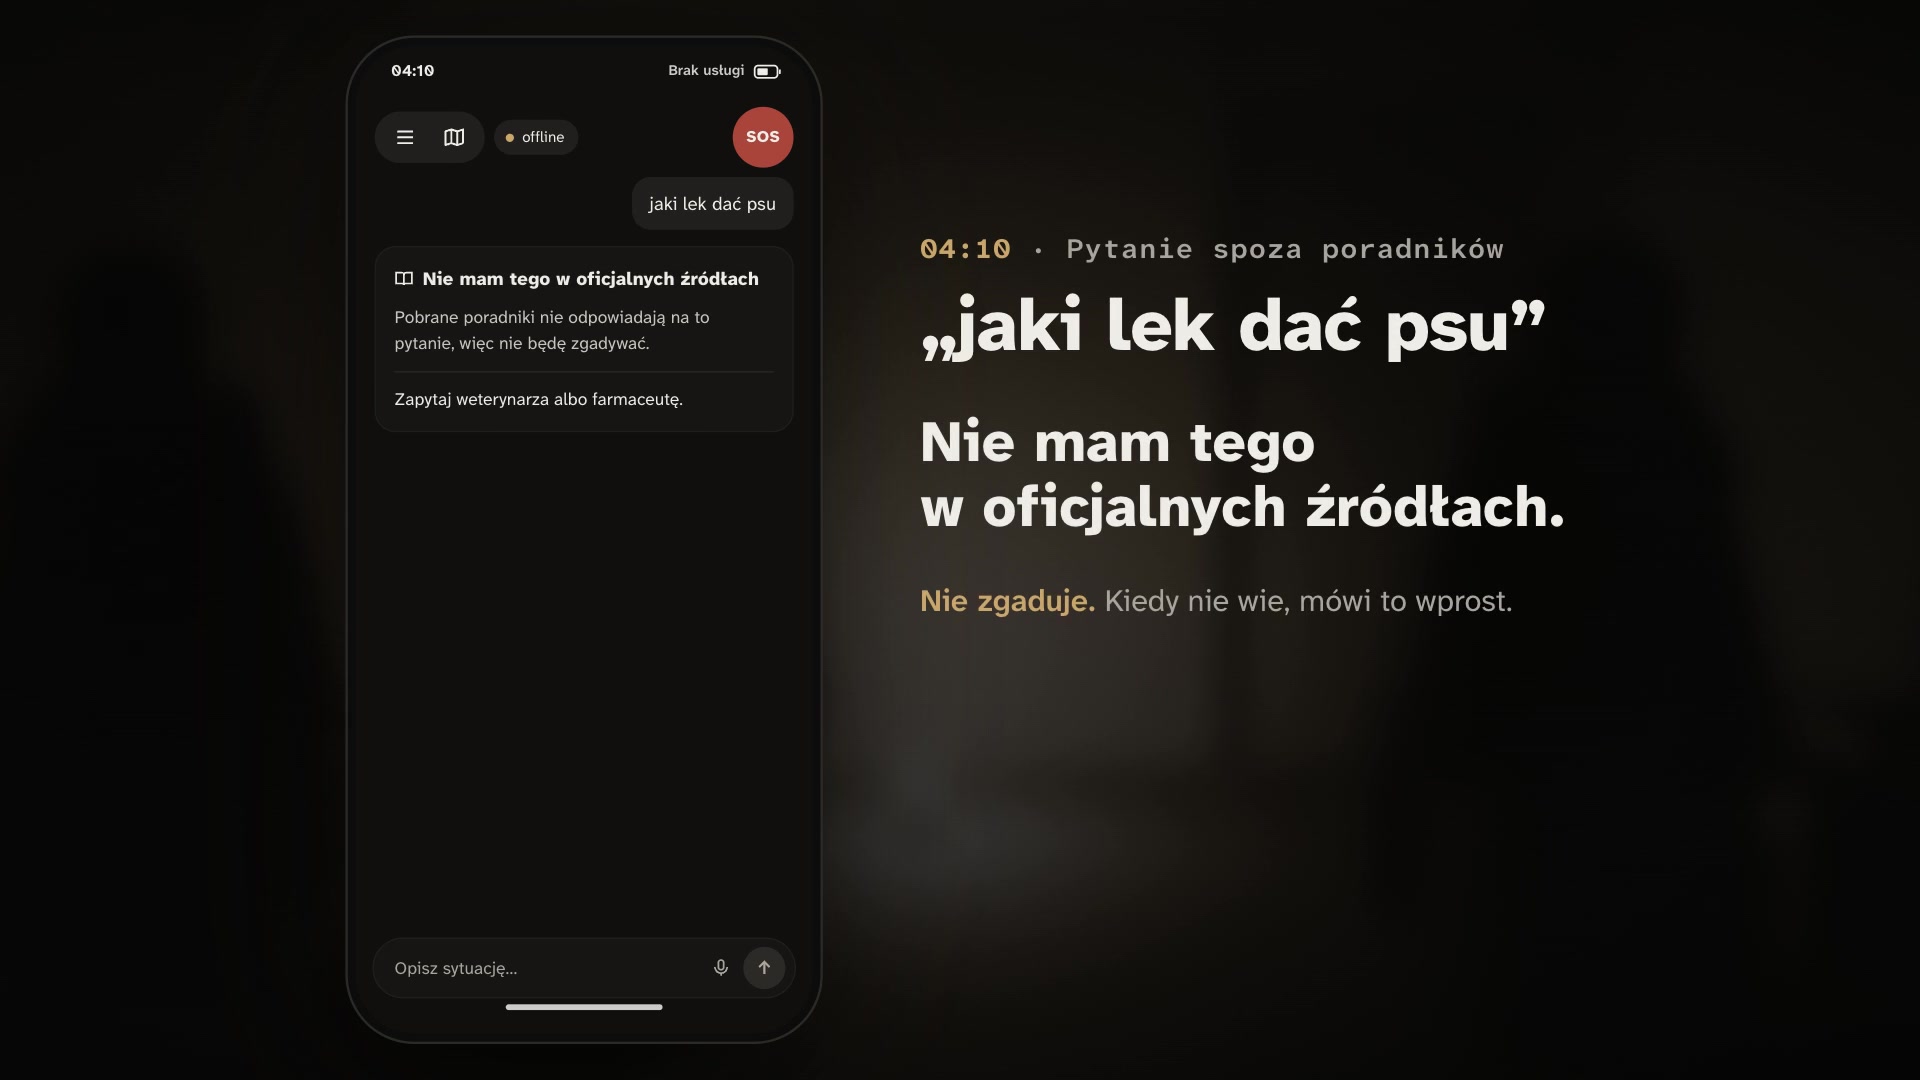 04:10
Brak usługi
offline
SOS
jaki lek dać psu
Nie mam tego w oficjalnych źródłach
Pobrane poradniki nie odpowiadają na to
pytanie, więc nie będę zgadywać.
Zapytaj weterynarza albo farmaceutę.
Opisz sytuację...
04:10 · Pytanie spoza poradników
„jaki lek dać psu”
Nie mam tego
w oficjalnych źródłach.
Nie zgaduje. Kiedy nie wie, mówi to wprost.